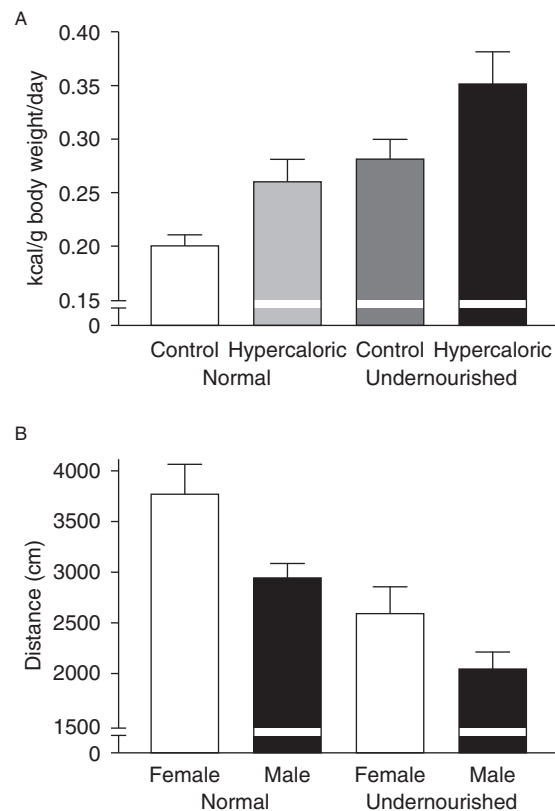 A
0.40
0.35
0.30
0.25
0.20
0.15
0
kcal/g body weight/day
Control Hypercaloric Control Hypercaloric
Normal Undernourished
B
4000
3500
3000
2500
2000
1500
0
Distance (cm)
Female Male Female Male
Normal Undernourished